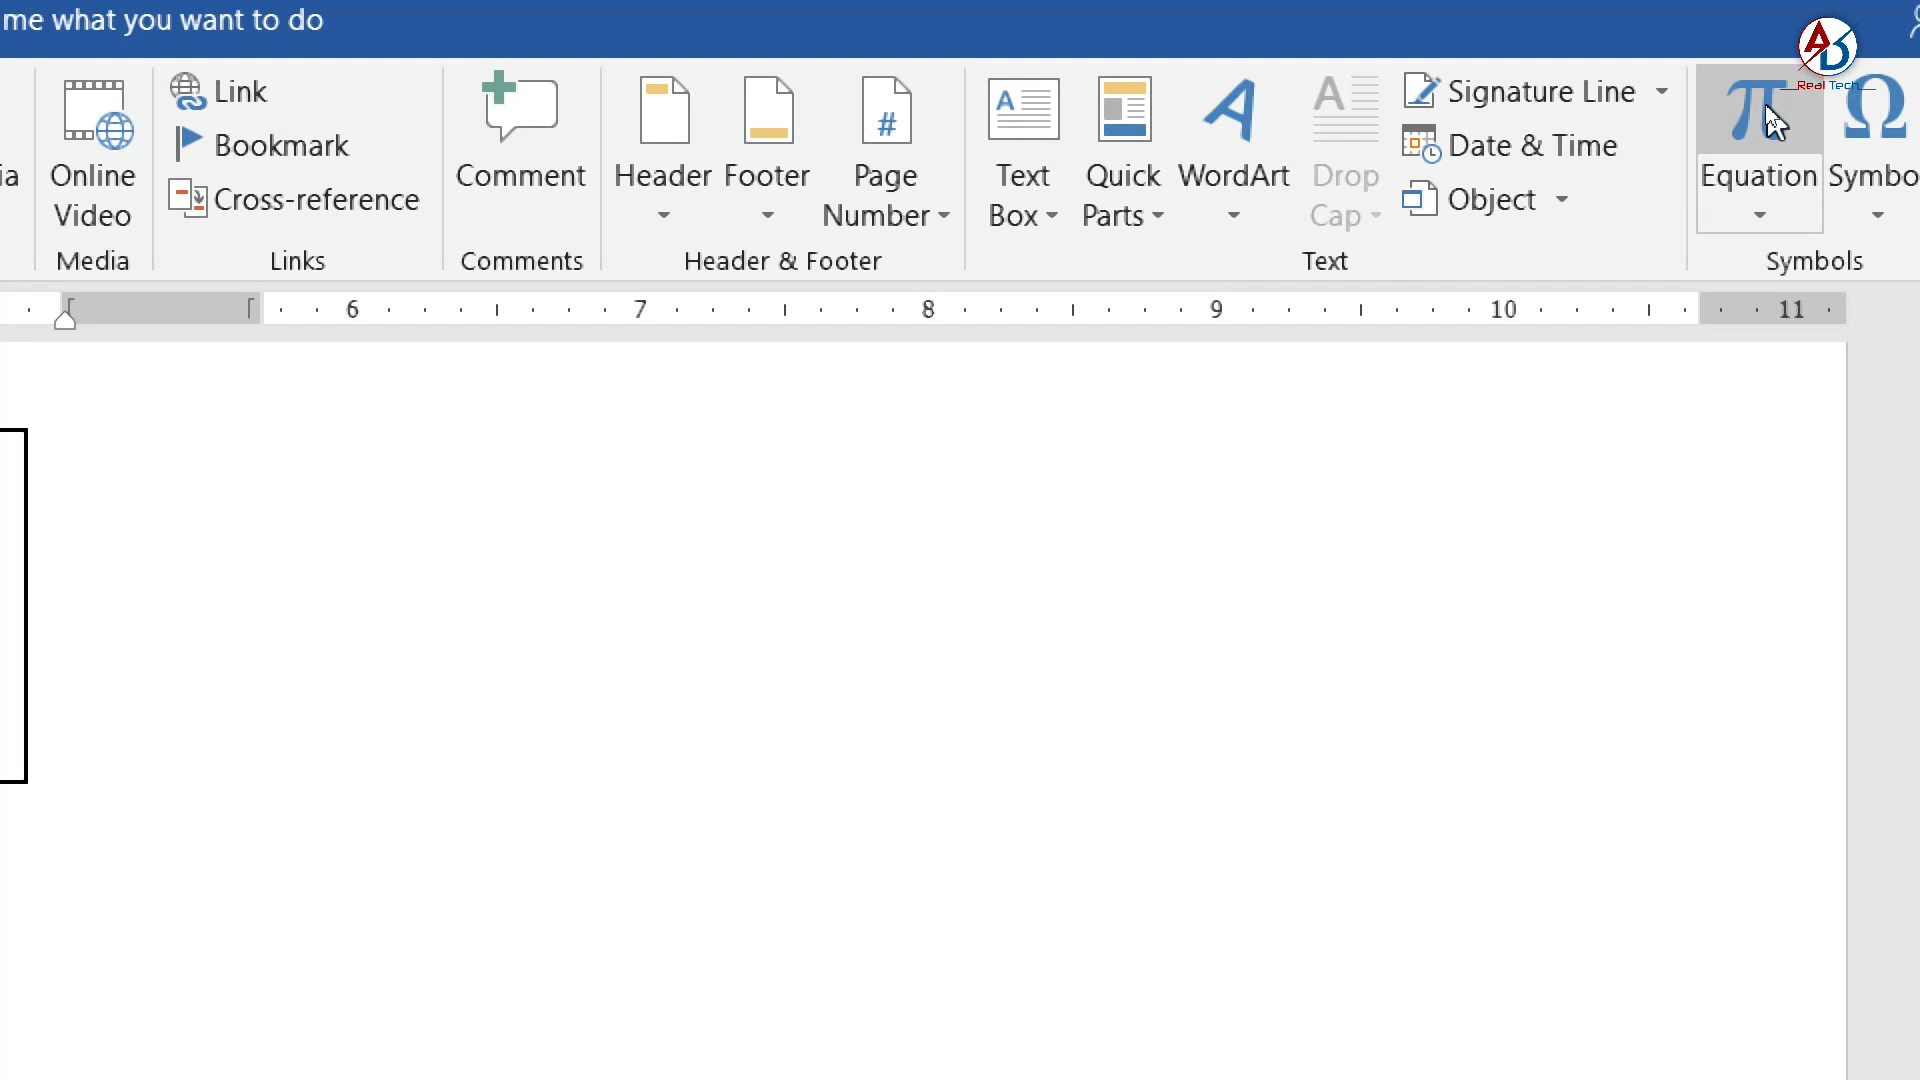 me what you want to do
Real Tech
ia
Online
Video
Media
Link
Bookmark
Cross-reference
Links
Comment
Comments
Header
Footer
Page
Number
Header & Footer
Text
Box
Quick
Parts
WordArt
Drop
Cap
Signature Line
Date & Time
Object
Text
Equation
Symbo
Symbols
6 7 8 9 10 11